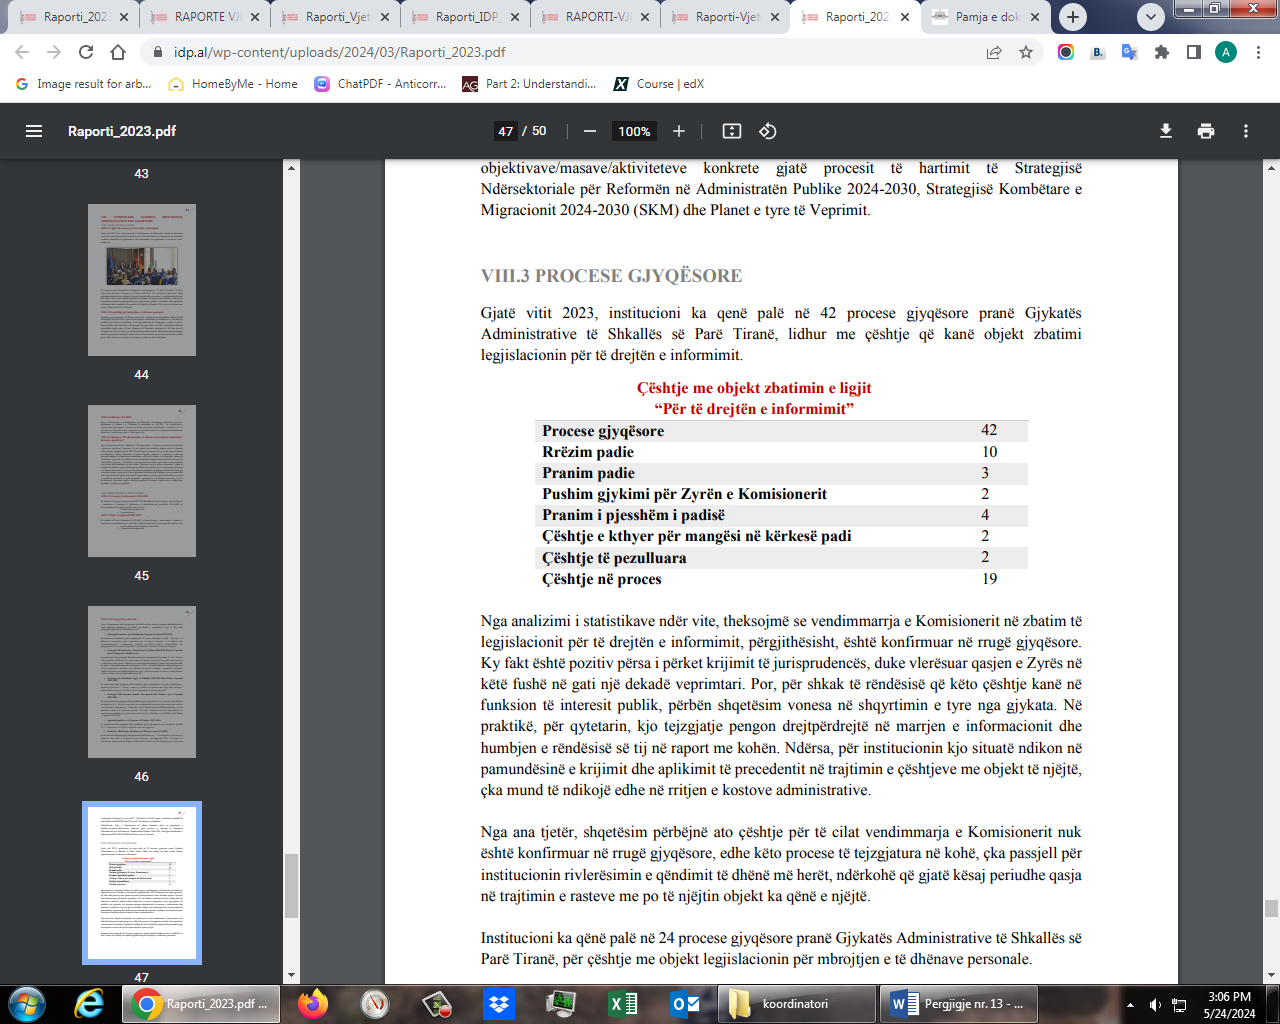 Raporti_202
RAPORTE VJ
Raporti_Vjet
Raporti_IDP_
RAPORTI-VJE
Raporti-Vjet
Raporti_202
Pamja e dok
idp.al/wp-content/uploads/2024/03/Raporti_2023.pdf
A
Image result for arb...
HomeByMe - Home
ChatPDF - Anticorr...
Part 2: Understandi...
Course | edX
Raporti_2023.pdf
47 / 50
100%
43
44
45
46
47
objektivave/masave/aktiviteteve konkrete gjatë procesit të hartimit të Strategjisë
Ndërsektoriale për Reformën në Administratën Publike 2024-2030, Strategjisë Kombëtare e
Migracionit 2024-2030 (SKM) dhe Planet e tyre të Veprimit.
VIII.3 PROCESE GJYQËSORE
Gjatë vitit 2023, institucioni ka qenë palë në 42 procese gjyqësore pranë Gjykatës
Administrative të Shkallës së Parë Tiranë, lidhur me çështje që kanë objekt zbatimi
legjislacionin për të drejtën e informimit.
Çështje me objekt zbatimin e ligjit
“Për të drejtën e informimit”
Procese gjyqësore 42
Rrëzim padie 10
Pranim padie 3
Pushim gjykimi për Zyrën e Komisionerit 2
Pranim i pjesshëm i padisë 4
Çështje e kthyer për mangësi në kërkesë padi 2
Çështje të pezulluara 2
Çështje në proces 19
Nga analizimi i statistikave ndër vite, theksojmë se vendimmarrja e Komisionerit në zbatim të
legjislacionit për të drejtën e informimit, përgjithësisht, është konfirmuar në rrugë gjyqësore.
Ky fakt është pozitiv përsa i përket krijimit të jurisprudencës, duke vlerësuar qasjen e Zyrës në
këtë fushë në gati një dekadë veprimtari. Por, për shkak të rëndësisë që këto çështje kanë në
funksion të interesit publik, përbën shqetësim vonesa në shqyrtimin e tyre nga gjykata. Në
praktikë, për qytetarin, kjo tejzgjatje pengon drejtpërdrejtë në marrjen e informacionit dhe
humbjen e rëndësisë së tij në raport me kohën. Ndërsa, për institucionin kjo situatë ndikon në
pamundësinë e krijimit dhe aplikimit të precedentit në trajtimin e çështjeve me objekt të njëjtë,
çka mund të ndikojë edhe në rritjen e kostove administrative.
Nga ana tjetër, shqetësim përbëjnë ato çështje për të cilat vendimmarja e Komisionerit nuk
është konfirmuar në rrugë gjyqësore, edhe këto procese të tejzgjatura në kohë, çka passjell për
institucionin rivlerësimin e qëndimit të dhënë më herët, ndërkohë që gjatë kësaj periudhe qasja
në trajtimin e rasteve me po të njëjtin objekt ka qënë e njëjtë.
Institucioni ka qënë palë në 24 procese gjyqësore pranë Gjykatës Administrative të Shkallës së
Parë Tiranë, për çështje me objekt legjislacionin për mbrojtjen e të dhënave personale.
Raporti_2023.pdf ...
koordinatori
Pergjigje nr. 13 - ...
3:06 PM
5/24/2024